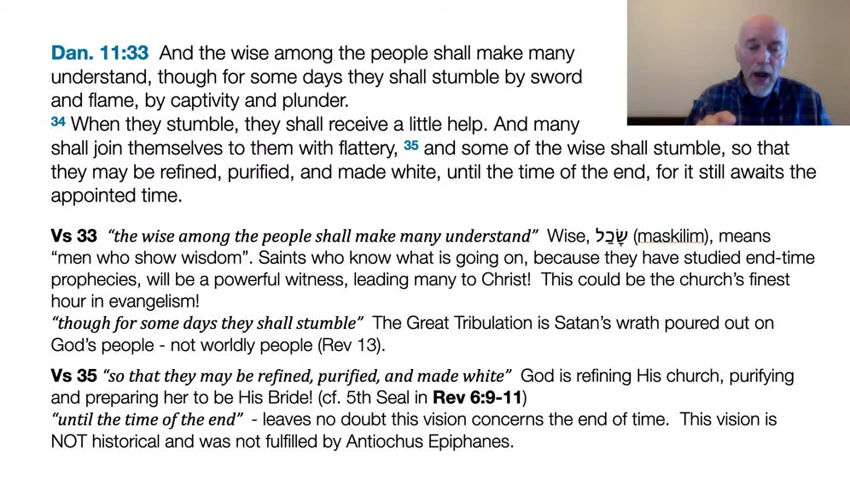 Dan. 11:33 And the wise among the people shall make many
understand, though for some days they shall stumble by sword
and flame, by captivity and plunder.
34 When they stumble, they shall receive a little help. And many
shall join themselves to them with flattery, 35 and some of the wise shall stumble, so that
they may be refined, purified, and made white, until the time of the end, for it still awaits the
appointed time.
Vs 33 “the wise among the people shall make many understand” Wise, שָׂכַל (maskilim), means
“men who show wisdom”. Saints who know what is going on, because they have studied end-time
prophecies, will be a powerful witness, leading many to Christ! This could be the church’s finest
hour in evangelism!
“though for some days they shall stumble” The Great Tribulation is Satan’s wrath poured out on
God’s people - not worldly people (Rev 13).
Vs 35 “so that they may be refined, purified, and made white” God is refining His church, purifying
and preparing her to be His Bride! (cf. 5th Seal in Rev 6:9-11)
“until the time of the end” - leaves no doubt this vision concerns the end of time. This vision is
NOT historical and was not fulfilled by Antiochus Epiphanes.